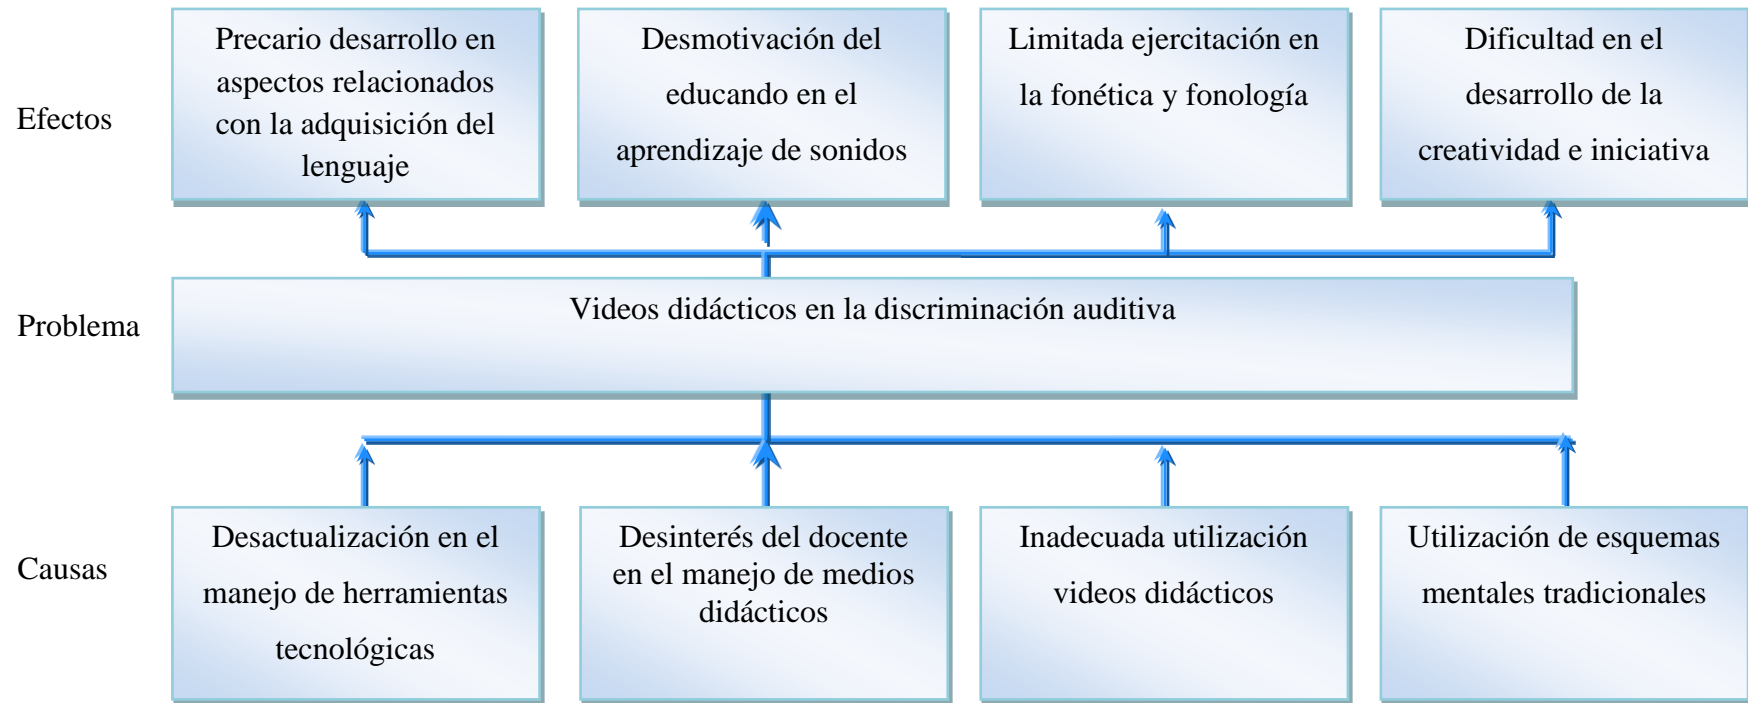 Efectos
Precario desarrollo en
aspectos relacionados
con la adquisición del
lenguaje
Desmotivación del
educando en el
aprendizaje de sonidos
Limitada ejercitación en
la fonética y fonología
Dificultad en el
desarrollo de la
creatividad e iniciativa
Problema
Videos didácticos en la discriminación auditiva
Causas
Desactualización en el
manejo de herramientas
tecnológicas
Desinterés del docente
en el manejo de medios
didácticos
Inadecuada utilización
videos didácticos
Utilización de esquemas
mentales tradicionales